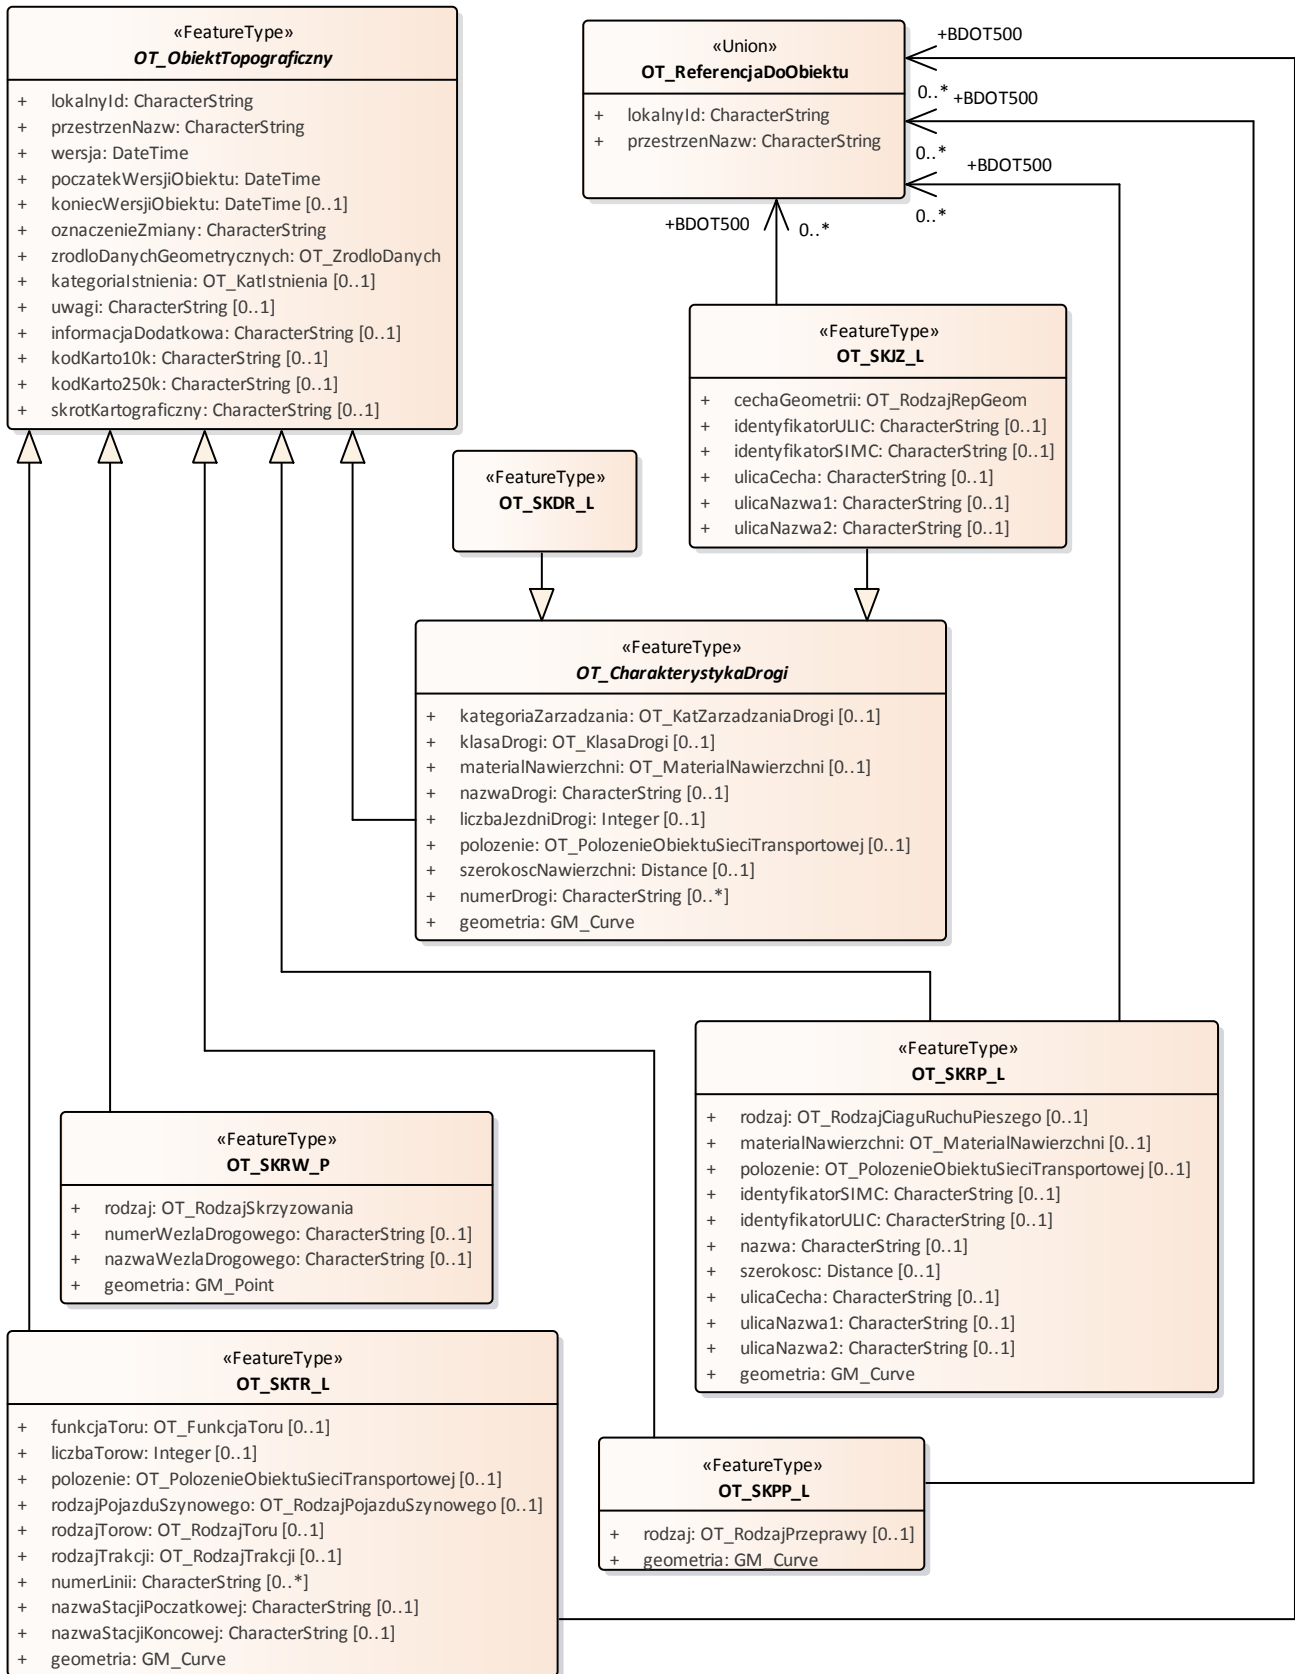 «FeatureType»
OT_ObiektTopograficzny
+ lokalnyId: CharacterString
+ przestrzenNazw: CharacterString
+ wersja: DateTime
+ poczatekWersjiObiektu: DateTime
+ koniecWersjiObiektu: DateTime [0..1]
+ oznaczenieZmiany: CharacterString
+ zrodloDanychGeometrycznych: OT_ZrodloDanych
+ kategoriaIstnienia: OT_KatIstnienia [0..1]
+ uwagi: CharacterString [0..1]
+ informacjaDodatkowa: CharacterString [0..1]
+ kodKarto10k: CharacterString [0..1]
+ kodKarto250k: CharacterString [0..1]
+ skrotKartograficzny: CharacterString [0..1]
«Union»
OT_ReferencjaDoObiektu
+ lokalnyId: CharacterString
+ przestrzenNazw: CharacterString
+BDOT500
0..*
+BDOT500
0..*
+BDOT500
0..*
+BDOT500
0..*
«FeatureType»
OT_SKJZ_L
+ cechaGeometrii: OT_RodzajRepGeom
+ identyfikatorULIC: CharacterString [0..1]
+ identyfikatorSIMC: CharacterString [0..1]
+ ulicaCecha: CharacterString [0..1]
+ ulicaNazwa1: CharacterString [0..1]
+ ulicaNazwa2: CharacterString [0..1]
«FeatureType»
OT_SKDR_L
«FeatureType»
OT_CharakterystykaDrogi
+ kategoriaZarzadzania: OT_KatZarzadzaniaDrogi [0..1]
+ klasaDrogi: OT_KlasaDrogi [0..1]
+ materialNawierzchni: OT_MaterialNawierzchni [0..1]
+ nazwaDrogi: CharacterString [0..1]
+ liczbaJezdniDrogi: Integer [0..1]
+ polozenie: OT_PolozenieObiektuSieciTransportowej [0..1]
+ szerokoscNawierzchni: Distance [0..1]
+ numerDrogi: CharacterString [0..*]
+ geometria: GM_Curve
«FeatureType»
OT_SKRP_L
+ rodzaj: OT_RodzajCiaguRuchuPieszego [0..1]
+ materialNawierzchni: OT_MaterialNawierzchni [0..1]
+ polozenie: OT_PolozenieObiektuSieciTransportowej [0..1]
+ identyfikatorSIMC: CharacterString [0..1]
+ identyfikatorULIC: CharacterString [0..1]
+ nazwa: CharacterString [0..1]
+ szerokosc: Distance [0..1]
+ ulicaCecha: CharacterString [0..1]
+ ulicaNazwa1: CharacterString [0..1]
+ ulicaNazwa2: CharacterString [0..1]
+ geometria: GM_Curve
«FeatureType»
OT_SKRW_P
+ rodzaj: OT_RodzajSkrzyzowania
+ numerWezlaDrogowego: CharacterString [0..1]
+ nazwaWezlaDrogowego: CharacterString [0..1]
+ geometria: GM_Point
«FeatureType»
OT_SKTR_L
+ funkcjaToru: OT_FunkcjaToru [0..1]
+ liczbaTorow: Integer [0..1]
+ polozenie: OT_PolozenieObiektuSieciTransportowej [0..1]
+ rodzajPojazduSzynowego: OT_RodzajPojazduSzynowego [0..1]
+ rodzajTorow: OT_RodzajToru [0..1]
+ rodzajTrakcji: OT_RodzajTrakcji [0..1]
+ numerLinii: CharacterString [0..*]
+ nazwaStacjiPoczatkowej: CharacterString [0..1]
+ nazwaStacjiKoncowej: CharacterString [0..1]
+ geometria: GM_Curve
«FeatureType»
OT_SKPP_L
+ rodzaj: OT_RodzajPrzeprawy [0..1]
+ geometria: GM_Curve